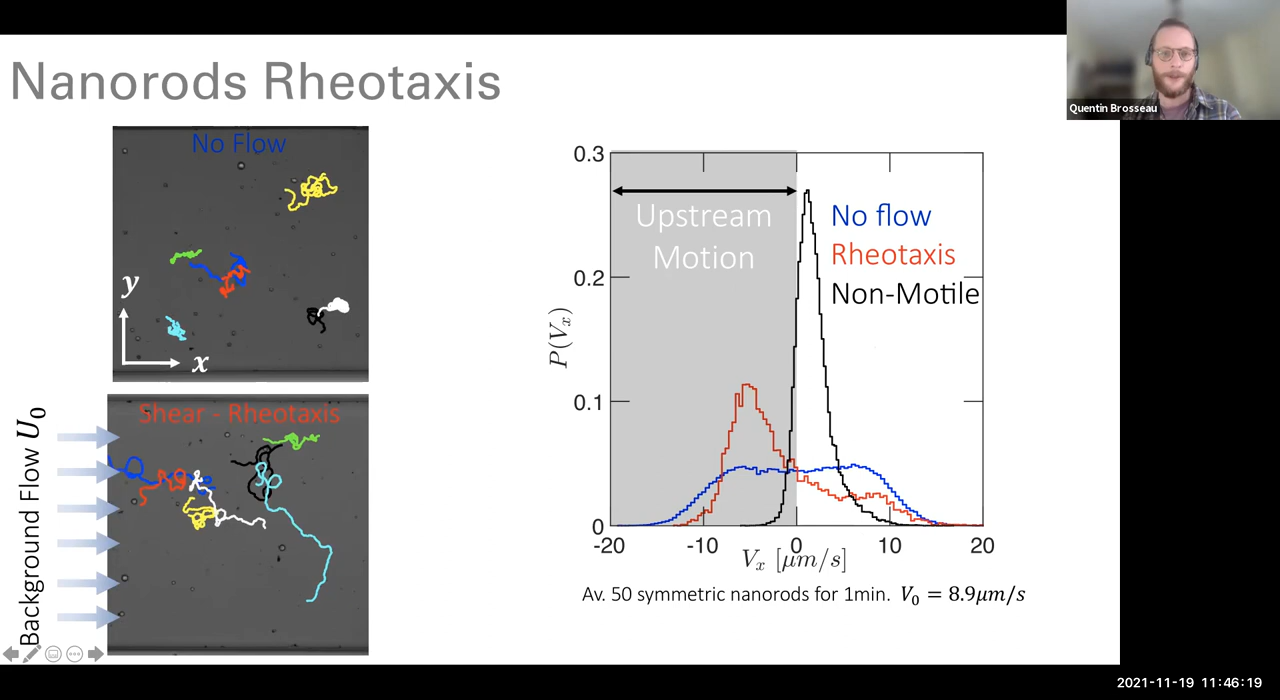 Nanorods Rheotaxis
Quentin Brosseau
No Flow
y
x
Shear - Rheotaxis
Background Flow U₀
0.3
0.2
0.1
0
P(Vₓ)
Upstream
Motion
No flow
Rheotaxis
Non-Motile
-20 -10 0 10 20
Vₓ [μm/s]
Av. 50 symmetric nanorods for 1min. V₀ = 8.9μm/s
2021-11-19 11:46:19